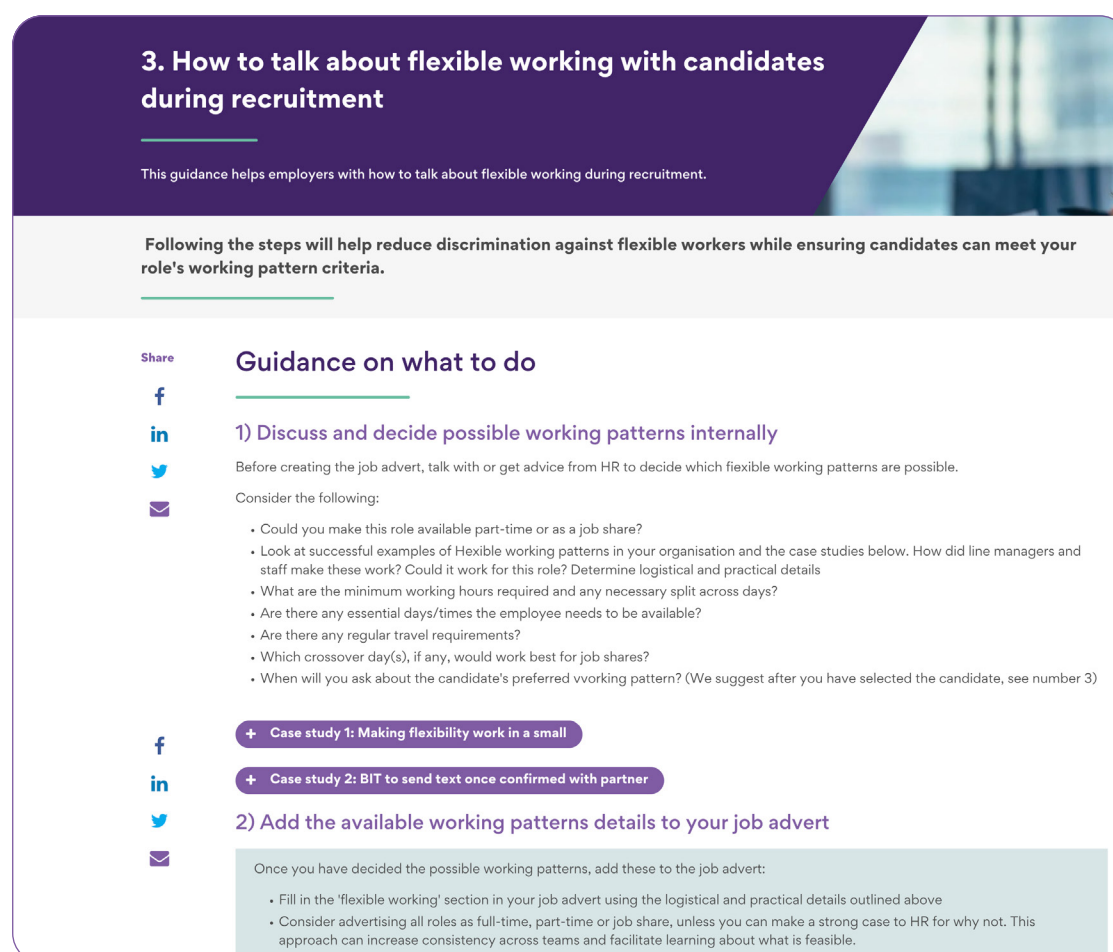 3. How to talk about flexible working with candidates
during recruitment
This guidance helps employers with how to talk about flexible working during recruitment.
Following the steps will help reduce discrimination against flexible workers while ensuring candidates can meet your
role's working pattern criteria.
Share
Guidance on what to do
1) Discuss and decide possible working patterns internally
Before creating the job advert, talk with or get advice from HR to decide which fiexible working patterns are possible.
Consider the following:
• Could you make this role available part-time or as a job share?
• Look at successful examples of Hexible working patterns in your organisation and the case studies below. How did line managers and
staff make these work? Could it work for this role? Determine logistical and practical details
• What are the minimum working hours required and any necessary split across days?
• Are there any essential days/times the employee needs to be available?
• Are there any regular travel requirements?
• Which crossover day(s), if any, would work best for job shares?
• When will you ask about the candidate's preferred vvorking pattern? (We suggest after you have selected the candidate, see number 3)
+ Case study 1: Making flexibility work in a small
+ Case study 2: BIT to send text once confirmed with partner
2) Add the available working patterns details to your job advert
Once you have decided the possible working patterns, add these to the job advert:
• Fill in the 'flexible working' section in your job advert using the logistical and practical details outlined above
• Consider advertising all roles as full-time, part-time or job share, unless you can make a strong case to HR for why not. This
approach can increase consistency across teams and facilitate learning about what is feasible.